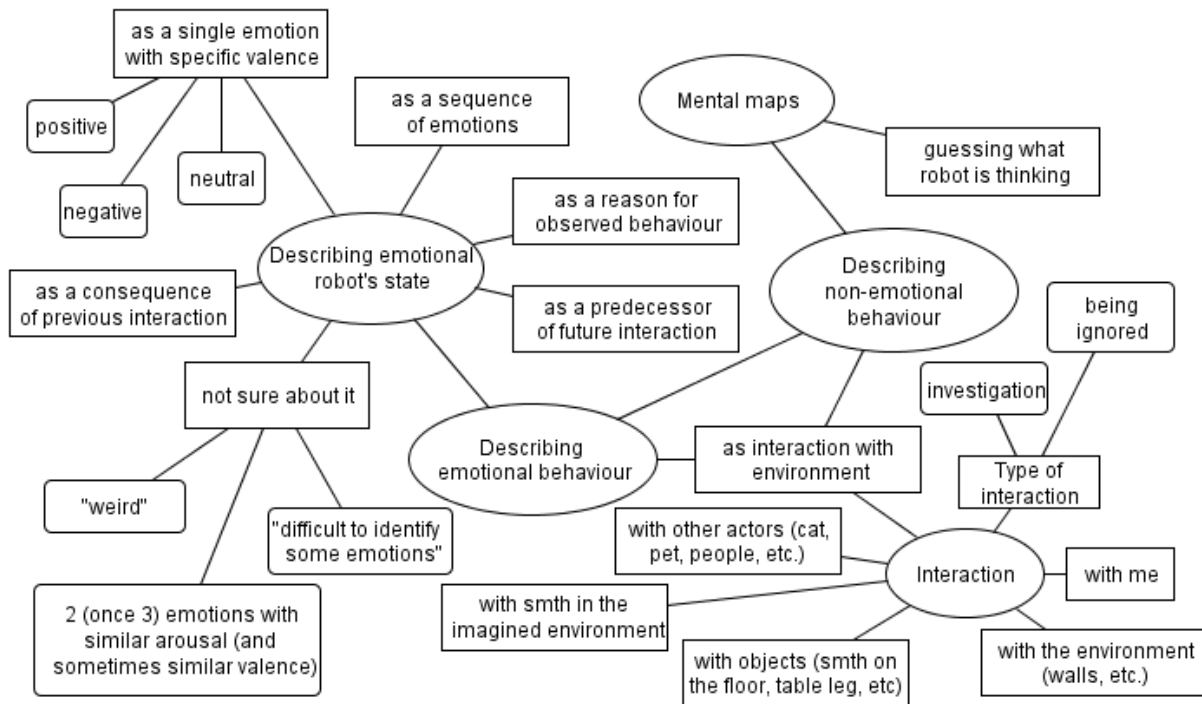 as a single emotion
with specific valence
positive
negative
neutral
as a sequence
of emotions
Mental maps
guessing what
robot is thinking
as a reason for
observed behaviour
Describing emotional
robot's state
as a consequence
of previous interaction
as a predecessor
of future interaction
Describing
non-emotional
behaviour
being
ignored
not sure about it
investigation
Describing
emotional behaviour
as interaction with
environment
Type of
interaction
"weird"
"difficult to identify
some emotions"
with other actors (cat,
pet, people, etc.)
Interaction
with me
2 (once 3) emotions with
similar arousal (and
sometimes similar valence)
with smth in the
imagined environment
with objects (smth on
the floor, table leg, etc)
with the environment
(walls, etc.)